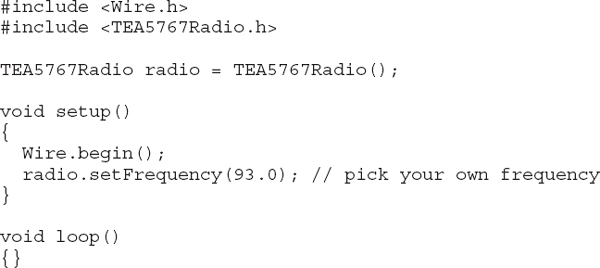 #include <Wire.h>
#include <TEA5767Radio.h>

TEA5767Radio radio = TEA5767Radio();

void setup()
{
  Wire.begin();
  radio.setFrequency(93.0); // pick your own frequency
}

void loop()
{}